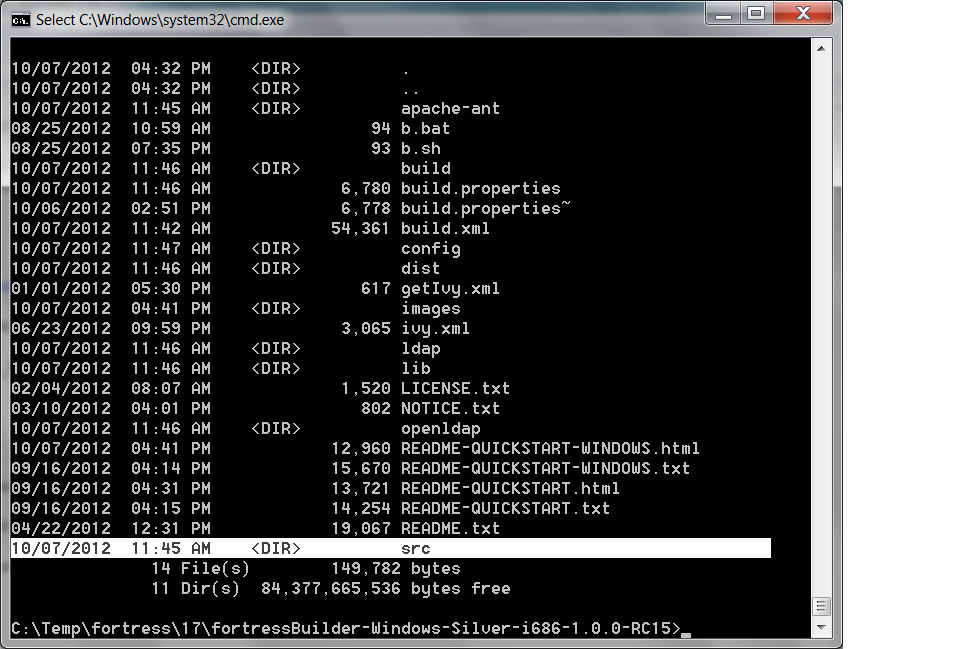 Select C:\Windows\system32\cmd.exe
10/07/2012  04:32 PM    <DIR>          .
10/07/2012  04:32 PM    <DIR>          ..
10/07/2012  11:45 AM    <DIR>          apache-ant
08/25/2012  10:59 AM                94 b.bat
08/25/2012  07:35 PM                93 b.sh
10/07/2012  11:46 AM    <DIR>          build
10/07/2012  11:46 AM             6,780 build.properties
10/06/2012  02:51 PM             6,778 build.properties~
10/07/2012  11:42 AM            54,361 build.xml
10/07/2012  11:47 AM    <DIR>          config
10/07/2012  11:46 AM    <DIR>          dist
01/01/2012  05:30 PM               617 getIvy.xml
10/07/2012  04:41 PM    <DIR>          images
06/23/2012  09:59 PM             3,065 ivy.xml
10/07/2012  11:46 AM    <DIR>          ldap
10/07/2012  11:46 AM    <DIR>          lib
02/04/2012  08:07 AM             1,520 LICENSE.txt
03/10/2012  04:01 PM               802 NOTICE.txt
10/07/2012  11:46 AM    <DIR>          openldap
10/07/2012  04:41 PM            12,960 README-QUICKSTART-WINDOWS.html
09/16/2012  04:14 PM            15,670 README-QUICKSTART-WINDOWS.txt
09/16/2012  04:31 PM            13,721 README-QUICKSTART.html
09/16/2012  04:15 PM            14,254 README-QUICKSTART.txt
04/22/2012  12:31 PM            19,067 README.txt
10/07/2012  11:45 AM    <DIR>          src
              14 File(s)        149,782 bytes
              11 Dir(s)  84,377,665,536 bytes free
C:\Temp\fortress\17\fortressBuilder-Windows-Silver-i686-1.0.0-RC15>_